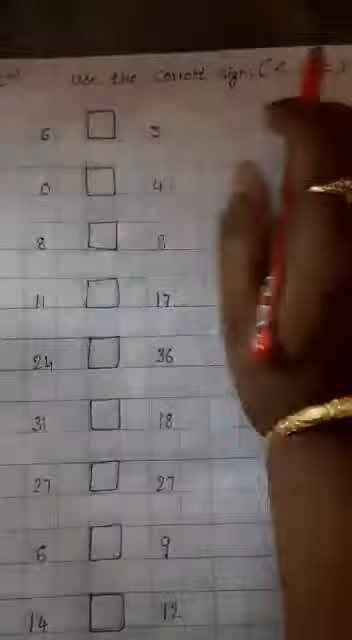 use the correct sign (<
6 □ 3
0 □ 4
8 □ 8
11 □ 17
24 □ 36
31 □ 18
27 □ 27
6 □ 9
14 □ 12